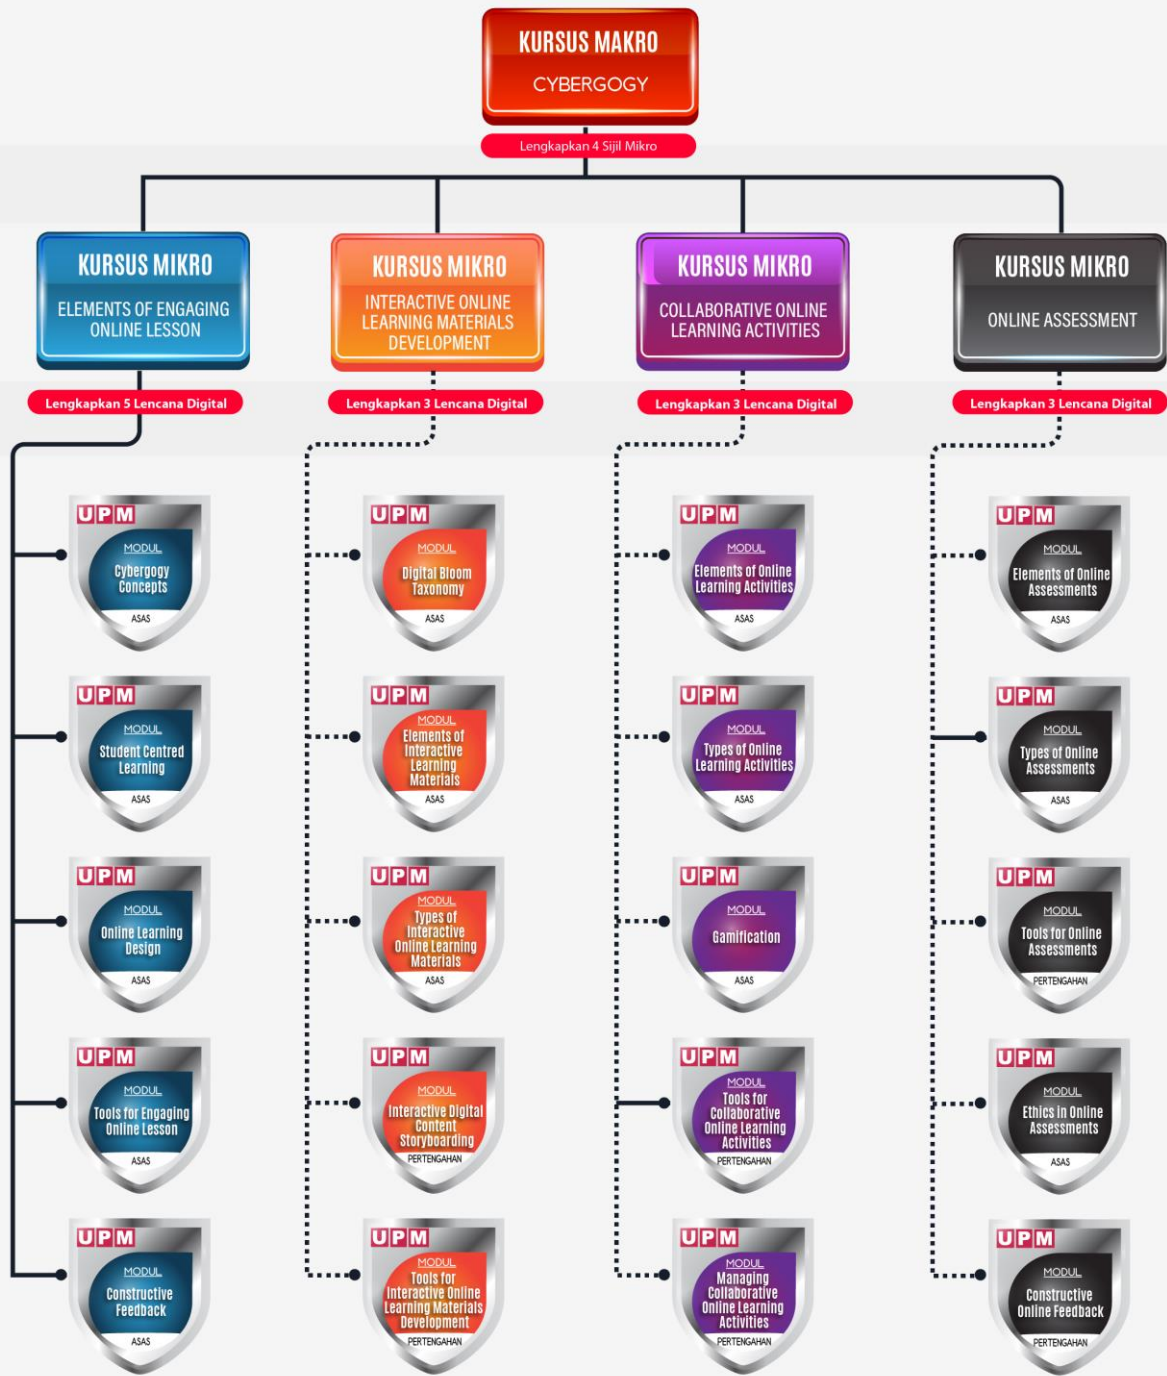 KURSUS MAKRO
CYBERGOGY
Lengkapkan 4 Sijil Mikro
KURSUS MIKRO
ELEMENTS OF ENGAGING
ONLINE LESSON
Lengkapkan 5 Lencana Digital
UPM
MODUL
Cybergogy
Concepts
ASAS
UPM
MODUL
Student Centred
Learning
ASAS
UPM
MODUL
Online Learning
Design
ASAS
UPM
MODUL
Tools for Engaging
Online Lesson
ASAS
UPM
MODUL
Constructive
Feedback
ASAS
KURSUS MIKRO
INTERACTIVE ONLINE
LEARNING MATERIALS
DEVELOPMENT
Lengkapkan 3 Lencana Digital
UPM
MODUL
Digital Bloom
Taxonomy
ASAS
UPM
MODUL
Elements of
Interactive
Learning
Materials
ASAS
UPM
MODUL
Types of
Interactive
Online Learning
Materials
ASAS
UPM
MODUL
Interactive Digital
Content
Storyboarding
PERTENGAHAN
UPM
MODUL
Tools for
Interactive Online
Learning Materials
Development
PERTENGAHAN
KURSUS MIKRO
COLLABORATIVE ONLINE
LEARNING ACTIVITIES
Lengkapkan 3 Lencana Digital
UPM
MODUL
Elements of Online
Learning Activities
ASAS
UPM
MODUL
Types of Online
Learning Activities
ASAS
UPM
MODUL
Gamification
ASAS
UPM
MODUL
Tools for
Collaborative
Online Learning
Activities
PERTENGAHAN
UPM
MODUL
Managing
Collaborative
Online Learning
Activities
PERTENGAHAN
KURSUS MIKRO
ONLINE ASSESSMENT
Lengkapkan 3 Lencana Digital
UPM
MODUL
Elements of Online
Assessments
ASAS
UPM
MODUL
Types of Online
Assessments
ASAS
UPM
MODUL
Tools for Online
Assessments
PERTENGAHAN
UPM
MODUL
Ethics in Online
Assessments
ASAS
UPM
MODUL
Constructive
Online Feedback
PERTENGAHAN